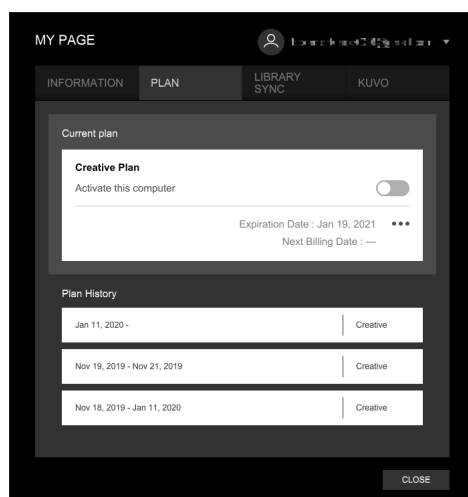 MY PAGE
INFORMATION
PLAN
LIBRARY
SYNC
KUVO
Current plan
Creative Plan
Activate this computer
Expiration Date : Jan 19, 2021
Next Billing Date : ---
Plan History
Jan 11, 2020 -
Creative
Nov 19, 2019 - Nov 21, 2019
Creative
Nov 18, 2019 - Jan 11, 2020
Creative
CLOSE